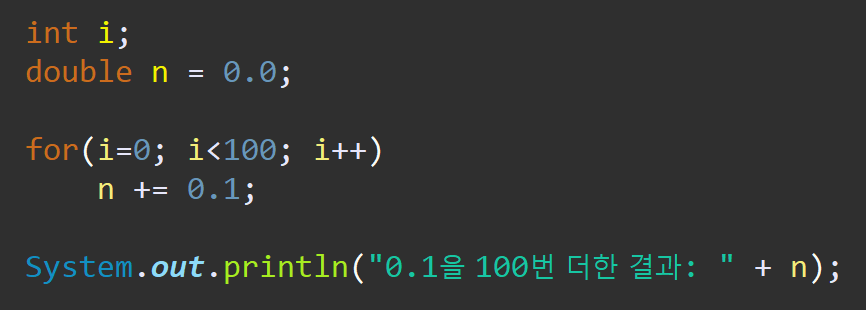 int i;
double n = 0.0;
for(i=0; i<100; i++)
    n += 0.1;
System.out.println("0.1을 100번 더한 결과: " + n);